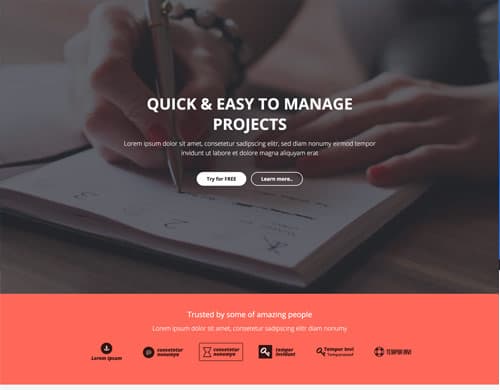 QUICK & EASY TO MANAGE
PROJECTS
Lorem ipsum dolor sit amet, consetetur sadipscing elitr, sed diam nonumy eirmod tempor
invidunt ut labore et dolore magna aliquyam erat
Try for FREE
Learn more..
Trusted by some of amazing people
Lorem ipsum dolor sit amet, consetetur sadipscing elitr, sed diam nonumy
Lorem Ipsum
consetetur
nonumye
consetetur
nonumye
tempor
invidunt
Tempor Invi
TEMPOR INVI